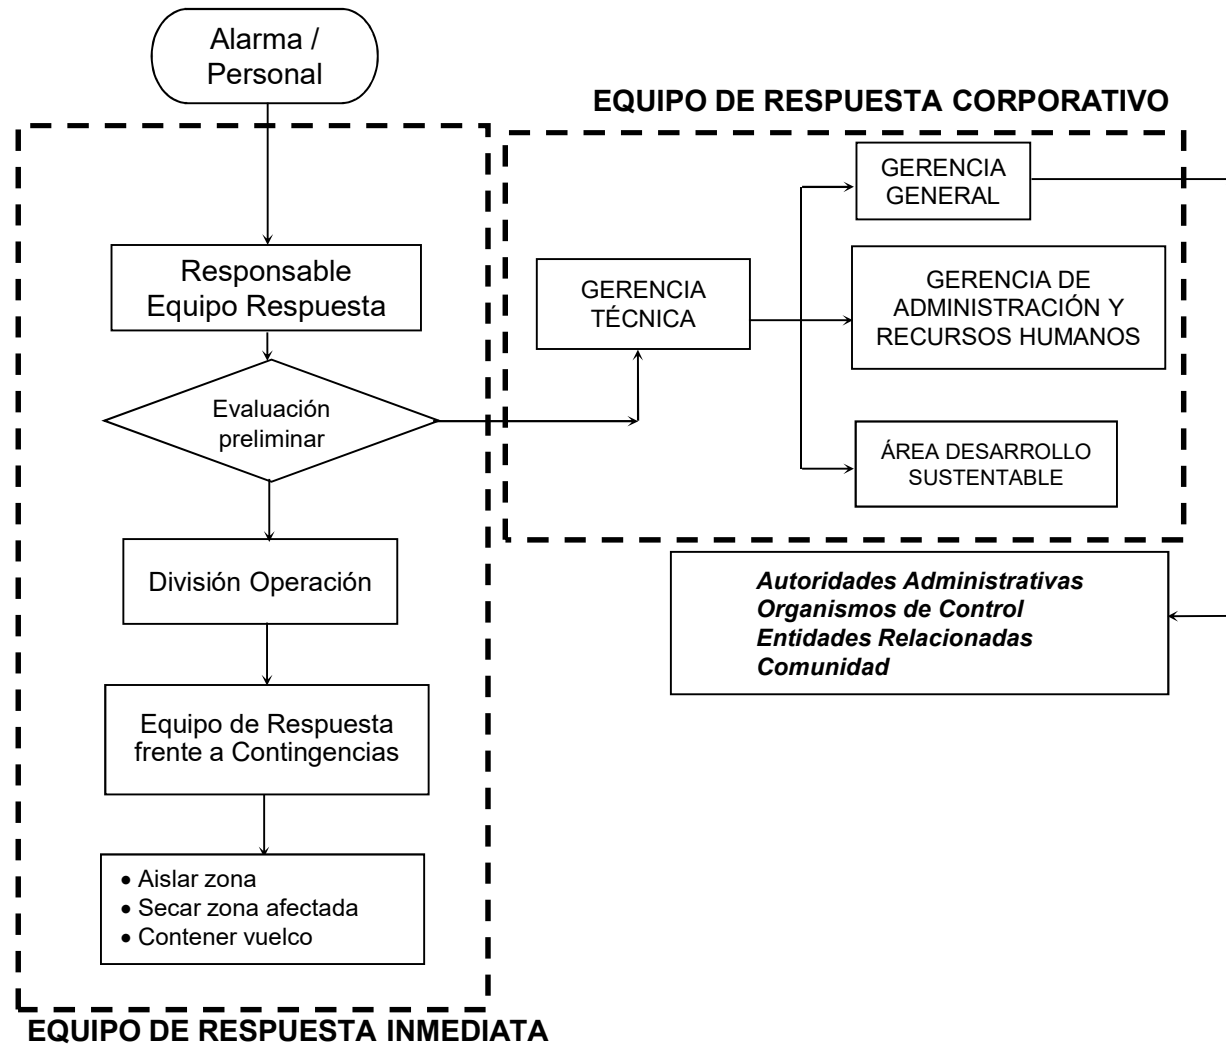 Alarma /
Personal
EQUIPO DE RESPUESTA CORPORATIVO
Responsable
Equipo Respuesta
Evaluación
preliminar
División Operación
Equipo de Respuesta
frente a Contingencias
• Aislar zona
• Secar zona afectada
• Contener vuelco
EQUIPO DE RESPUESTA INMEDIATA
GERENCIA
TÉCNICA
GERENCIA
GENERAL
GERENCIA DE
ADMINISTRACIÓN Y
RECURSOS HUMANOS
ÁREA DESARROLLO
SUSTENTABLE
Autoridades Administrativas
Organismos de Control
Entidades Relacionadas
Comunidad